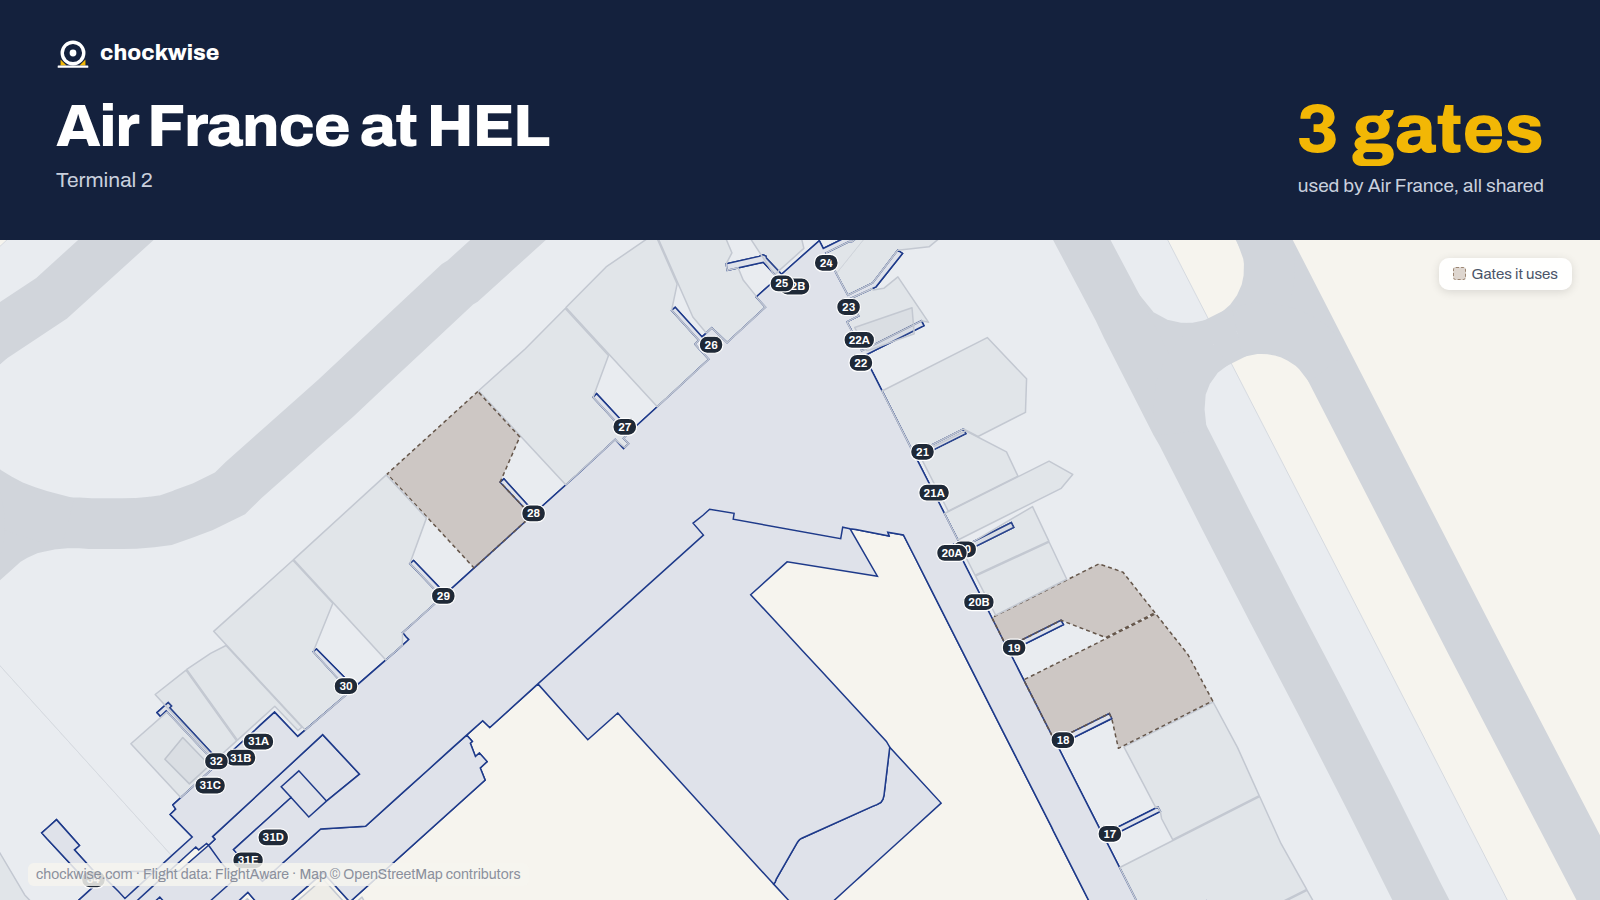 chockwise
Air France at HEL
Terminal 2
3 gates
used by Air France, all shared
Gates it uses
24
25
2B
23
22A
22
26
27
21
21A
28
20A
29
20B
19
30
18
31A
31B
32
31C
17
31D
31E
chockwise.com · Flight data: FlightAware · Map © OpenStreetMap contributors